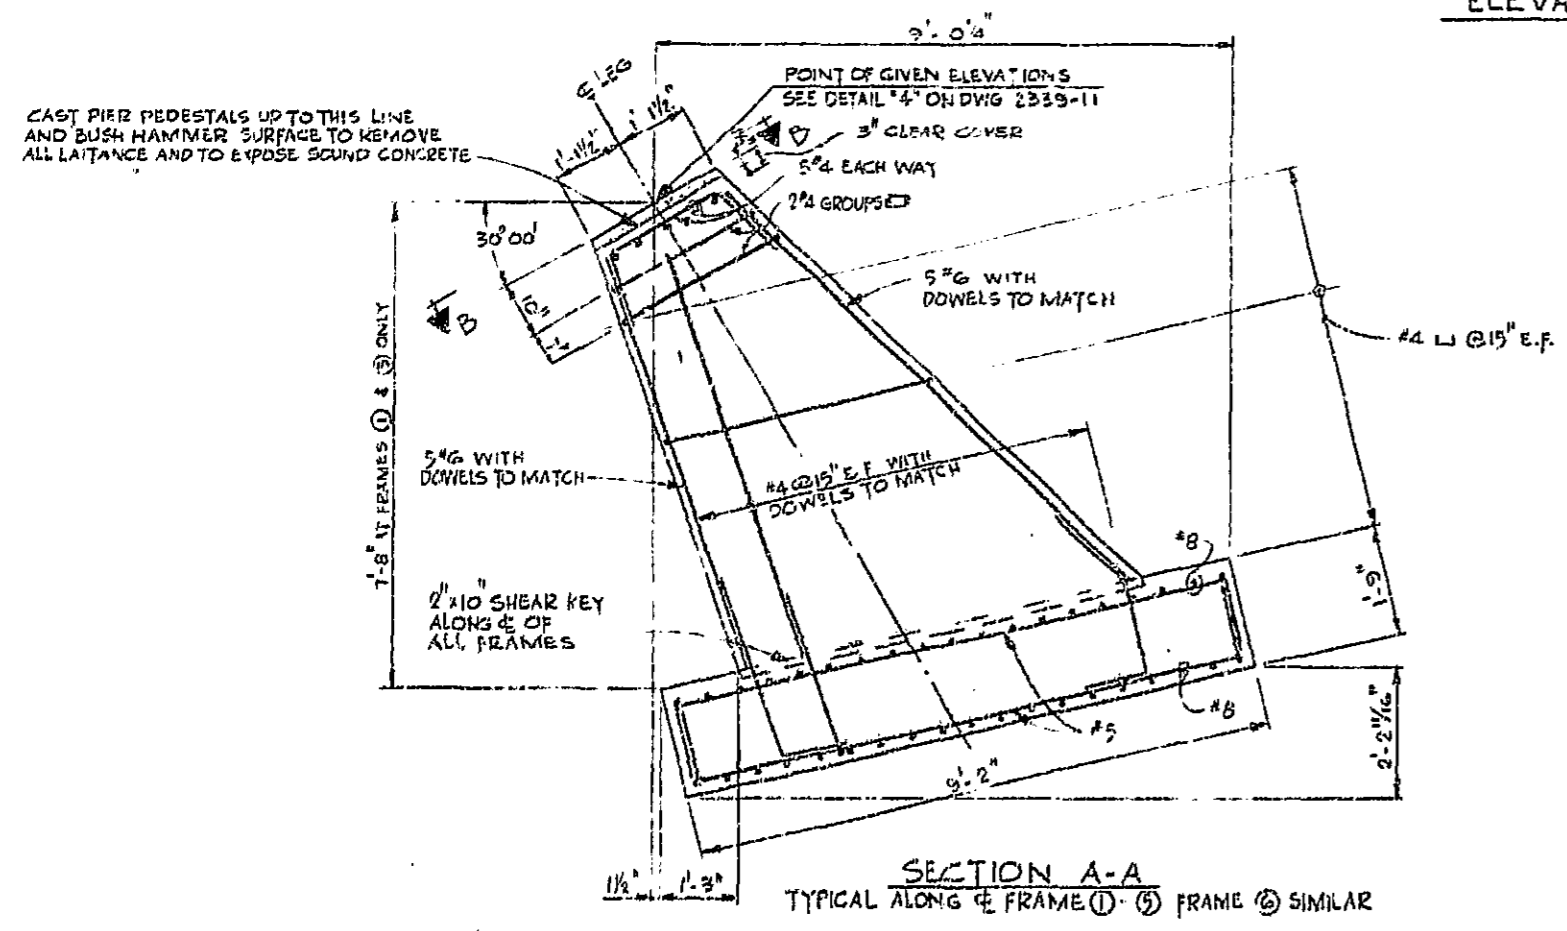 ELEVA
9'-0¼"
℄ LEG
POINT OF GIVEN ELEVATIONS
SEE DETAIL "4" ON DWG 2339-11
CAST PIER PEDESTALS UP TO THIS LINE
AND BUSH HAMMER SURFACE TO REMOVE
ALL LAITANCE AND TO EXPOSE SOUND CONCRETE
1'-1½"
1'-1½"
B
3" CLEAR COVER
5#4 EACH WAY
2#4 GROUPS
30°00'
10"
B
5#6 WITH
DOWELS TO MATCH
#4 ⊔ @15" E.F.
7'-8" AT FRAMES ① & ⑤ ONLY
5#6 WITH
DOWELS TO MATCH
#4 @15" E.F. WITH
DOWELS TO MATCH
#8
1'-9"
2"x10" SHEAR KEY
ALONG ℄ OF
ALL FRAMES
#8
#5
2'-2 11/16"
9'-2"
1½"
1'-3"
SECTION A-A
TYPICAL ALONG ℄ FRAME ①-⑤ FRAME ⑥ SIMILAR